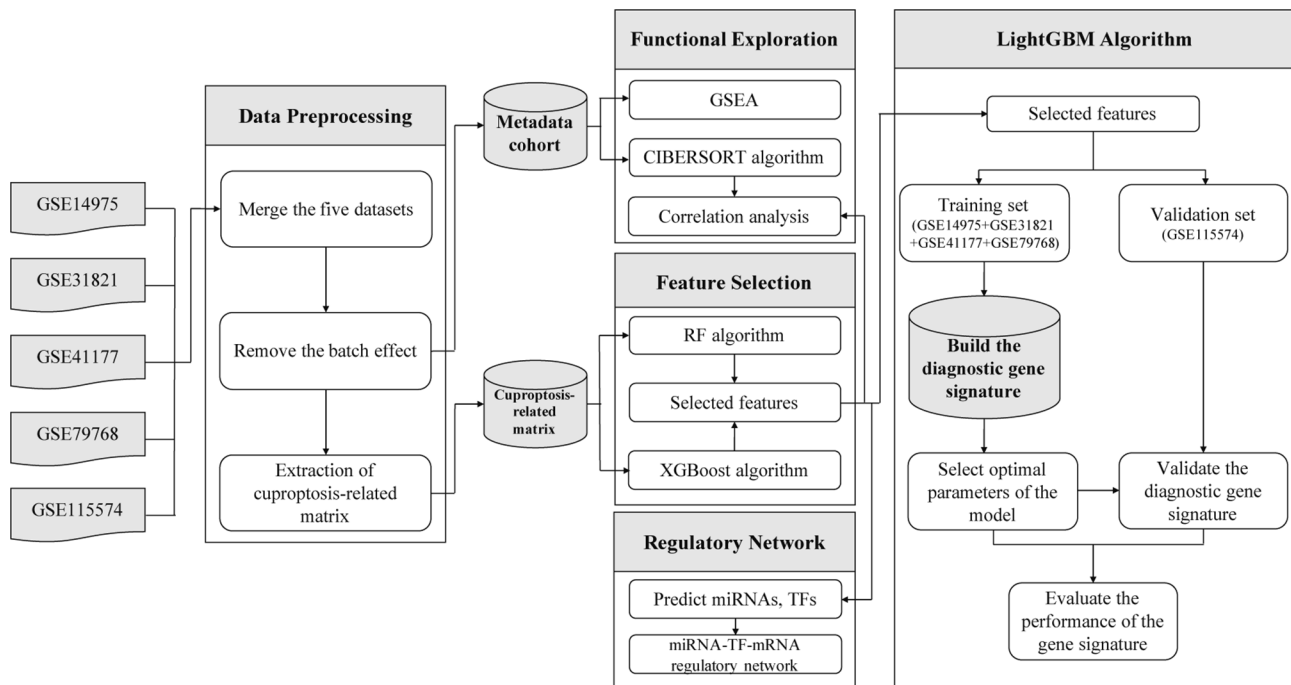 GSE14975
GSE31821
GSE41177
GSE79768
GSE115574
Data Preprocessing
Merge the five datasets
Remove the batch effect
Extraction of
cuproptosis-related
matrix
Metadata
cohort
Cuproptosis-
related
matrix
Functional Exploration
GSEA
CIBERSORT algorithm
Correlation analysis
Feature Selection
RF algorithm
Selected features
XGBoost algorithm
Regulatory Network
Predict miRNAs, TFs
miRNA-TF-mRNA
regulatory network
LightGBM Algorithm
Selected features
Training set
(GSE14975+GSE31821
+GSE41177+GSE79768)
Validation set
(GSE115574)
Build the
diagnostic gene
signature
Select optimal
parameters of the
model
Validate the
diagnostic gene
signature
Evaluate the
performance of the
gene signature